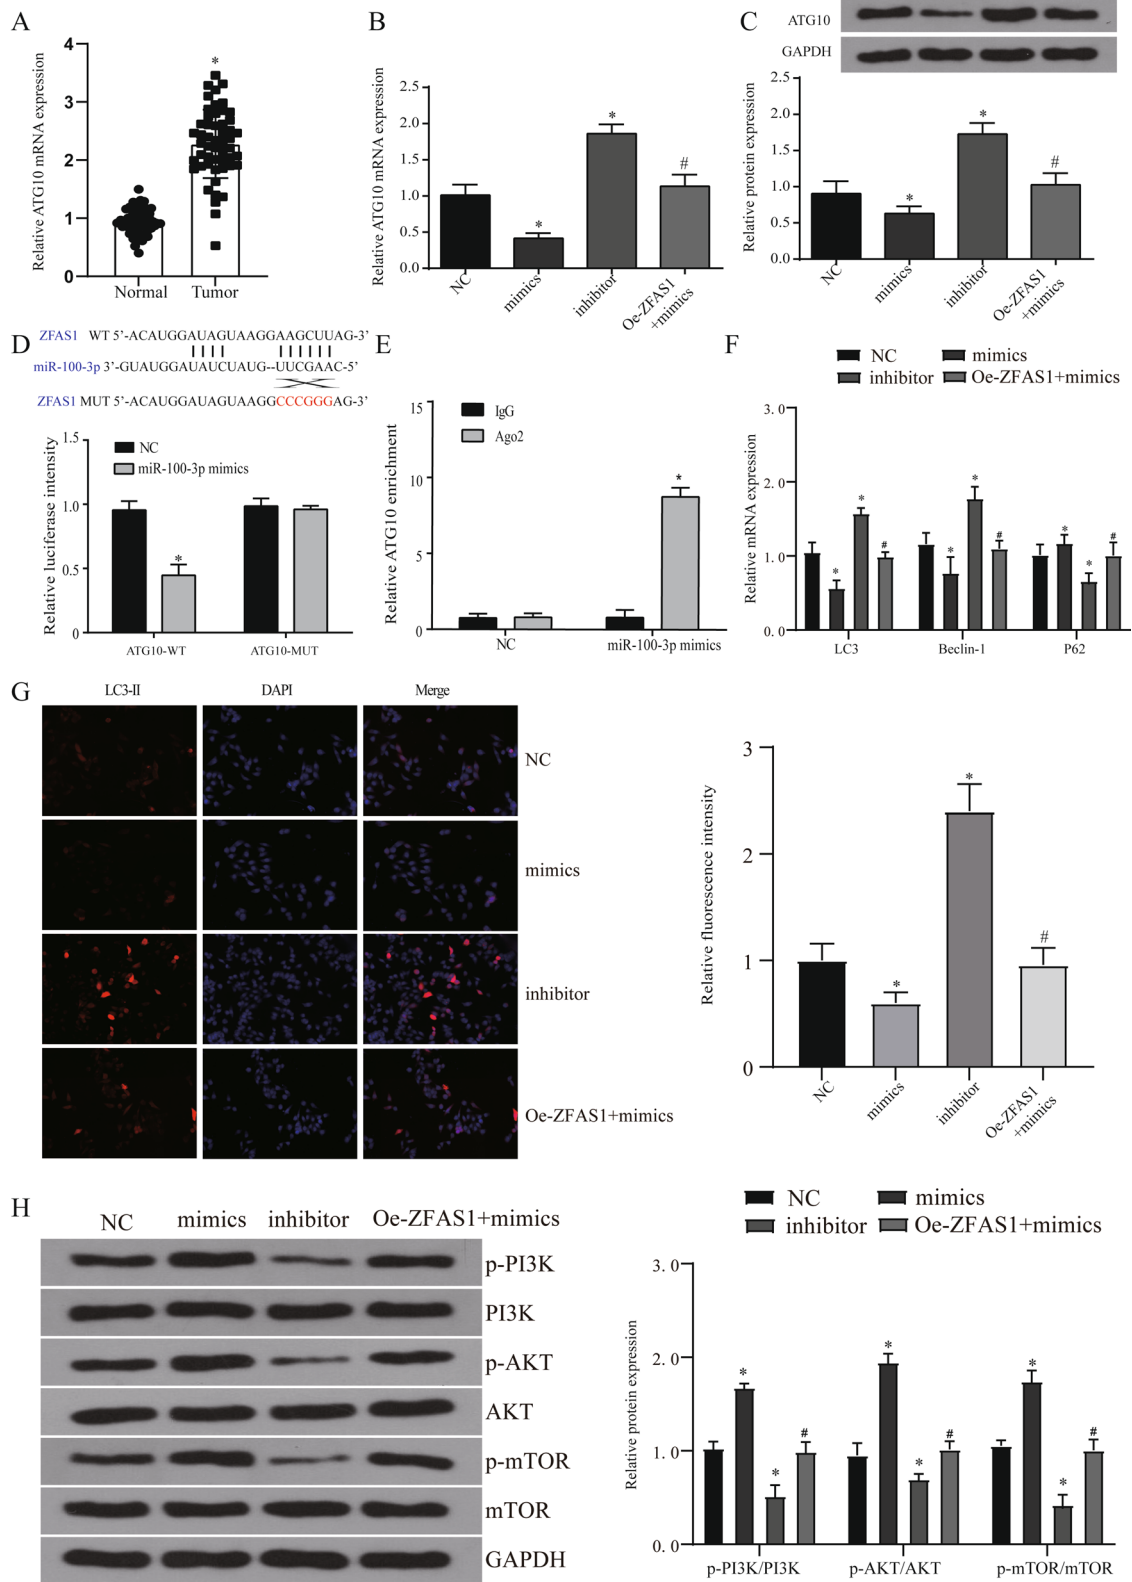 A
Relative ATG10 mRNA expression
4
3
2
1
0
*
Normal
Tumor
B
Relative ATG10 mRNA expression
2.5
2.0
1.5
1.0
0.5
0.0
*
*
#
NC
mimics
inhibitor
Oe-ZFAS1
+mimics
C
ATG10
GAPDH
Relative protein expression
2.5
2.0
1.5
1.0
0.5
0.0
*
*
#
NC
mimics
inhibitor
Oe-ZFAS1
+mimics
D
ZFAS1 WT 5’-ACAUGGAUAGUAAGGAAGCUUAG-3’
miR-100-3p 3’-GUAUGGAUAUCUAUG--UUCGAAC-5’
ZFAS1 MUT 5’-ACAUGGAUAGUAAGGCCCGGGAG-3’
Relative luciferase intensity
1.5
1.0
0.5
0
NC
miR-100-3p mimics
*
ATG10-WT
ATG10-MUT
E
Relative ATG10 enrichment
15
10
5
0
IgG
Ago2
*
NC
miR-100-3p mimics
F
NC
mimics
inhibitor
Oe-ZFAS1+mimics
Relative mRNA expression
3.0
2.0
1.0
0.0
*
*
#
*
*
#
*
*
#
LC3
Beclin-1
P62
G
LC3-II
DAPI
Merge
NC
mimics
inhibitor
Oe-ZFAS1+mimics
Relative fluorescence intensity
3
2
1
0
*
*
#
NC
mimics
inhibitor
Oe-ZFAS1
+mimics
H
NC
mimics
inhibitor
Oe-ZFAS1+mimics
p-PI3K
PI3K
p-AKT
AKT
p-mTOR
mTOR
GAPDH
NC
mimics
inhibitor
Oe-ZFAS1+mimics
Relative protein expression
3.0
2.0
1.0
0.0
*
*
#
*
*
#
*
*
#
p-PI3K/PI3K
p-AKT/AKT
p-mTOR/mTOR